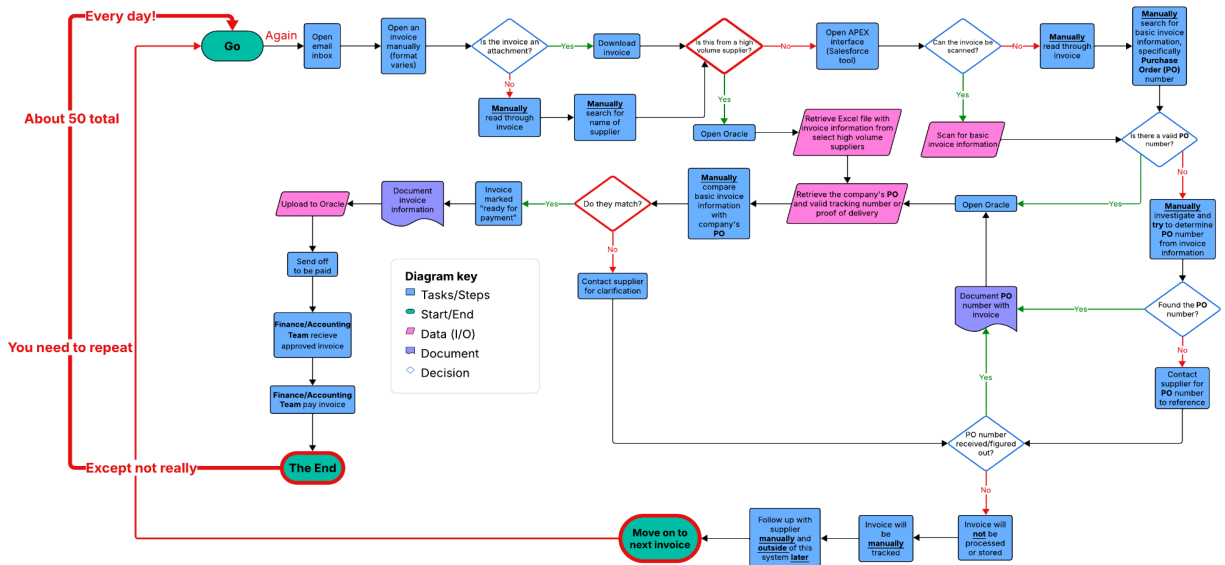 Every day!
Go
Again
Open
email
inbox
Open an
invoice
manually
(format
varies)
Is the invoice an
attachment?
Yes
Download
invoice
No
Manually
read through
invoice
Manually
search for
name of
supplier
Is this from a high
volume supplier?
No
Yes
Open APEX
interface
(Salesforce
tool)
Can the invoice be
scanned?
No
Yes
Manually
read through
invoice
Manually
search for
basic invoice
information,
specifically
Purchase
Order (PO)
number
Open Oracle
Retrieve Excel file with
invoice information from
select high volume
suppliers
Scan for basic
invoice information
Is there a valid PO
number?
Yes
No
About 50 total
Upload to Oracle
Document
invoice
information
Invoice
marked
"ready for
payment"
Yes
Do they match?
No
Manually
compare basic
invoice
information
with
company's
PO
Retrieve the company's PO
and valid tracking number or
proof of delivery
Open Oracle
Manually
investigate and
try to determine
PO number
from invoice
information
Send off
to be paid
Contact supplier
for clarification
Document PO
number with
invoice
Yes
Found the PO
number?
No
Diagram key
Tasks/Steps
Start/End
Data (I/O)
Document
Decision
Finance/Accounting
Team recieve
approved invoice
You need to repeat
Finance/Accounting
Team pay invoice
Yes
Contact
supplier for
PO number
to reference
PO number
received/figured
out?
No
Except not really
The End
Move on to
next invoice
Follow up with
supplier
manually and
outside of this
system later
Invoice will
be
manually
tracked
Invoice will
not be
processed
or stored